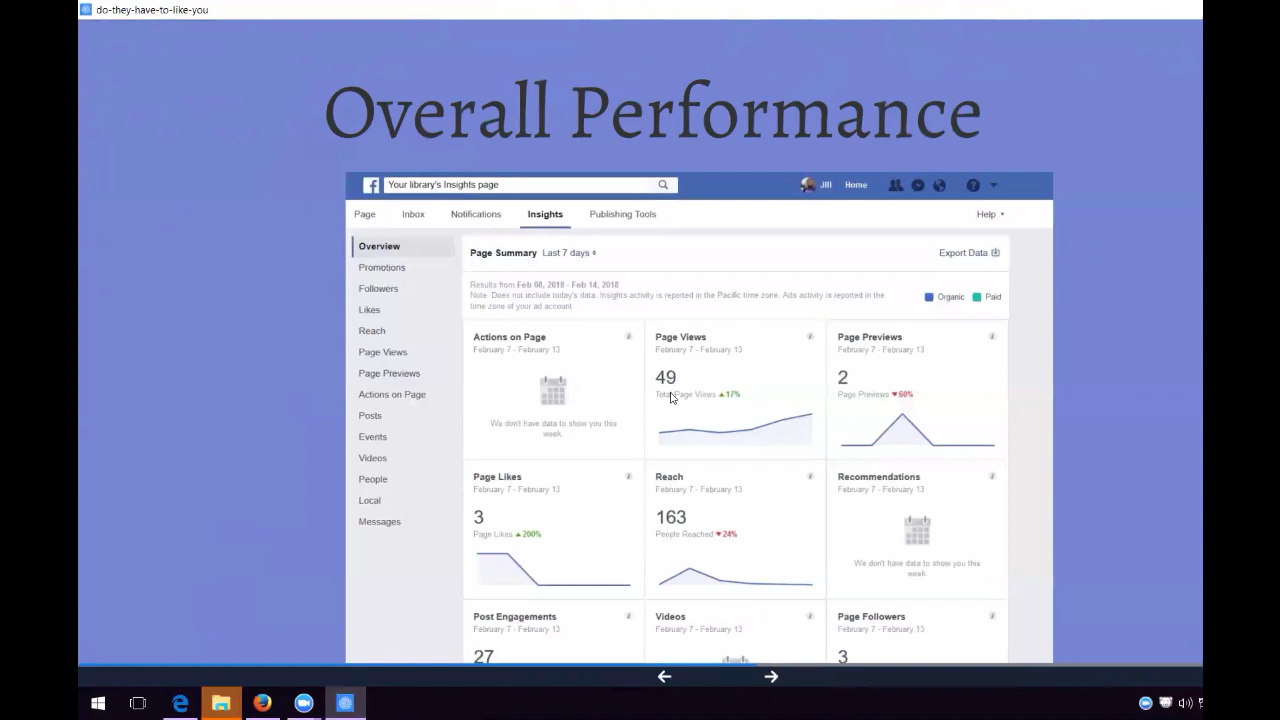 do-they-have-to-like-you
Overall Performance
Your library's Insights page
Jill
Home
Page
Inbox
Notifications
Insights
Publishing Tools
Help
Overview
Promotions
Followers
Likes
Reach
Page Views
Page Previews
Actions on Page
Posts
Events
Videos
People
Local
Messages
Page Summary Last 7 days
Export Data
Results from Feb 08, 2018 - Feb 14, 2018
Note: Does not include today's data. Insights activity is reported in the Pacific time zone. Ads activity is reported in the
time zone of your ad account.
Organic
Paid
Actions on Page
February 7 - February 13
We don't have data to show you this
week.
Page Views
February 7 - February 13
49
Total Page Views 17%
Page Previews
February 7 - February 13
2
Page Previews 60%
Page Likes
February 7 - February 13
3
Page Likes 200%
Reach
February 7 - February 13
163
People Reached 24%
Recommendations
February 7 - February 13
We don't have data to show you this
week.
Post Engagements
February 7 - February 13
27
Videos
February 7 - February 13
Page Followers
February 7 - February 13
3